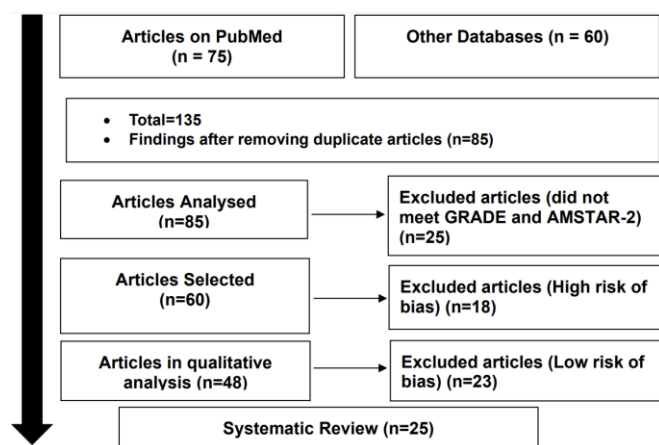 Articles on PubMed
(n = 75)
Other Databases (n = 60)
• Total=135
• Findings after removing duplicate articles (n=85)
Articles Analysed
(n=85)
Excluded articles (did not
meet GRADE and AMSTAR-2)
(n=25)
Articles Selected
(n=60)
Excluded articles (High risk of
bias) (n=18)
Articles in qualitative
analysis (n=48)
Excluded articles (Low risk of
bias) (n=23)
Systematic Review (n=25)